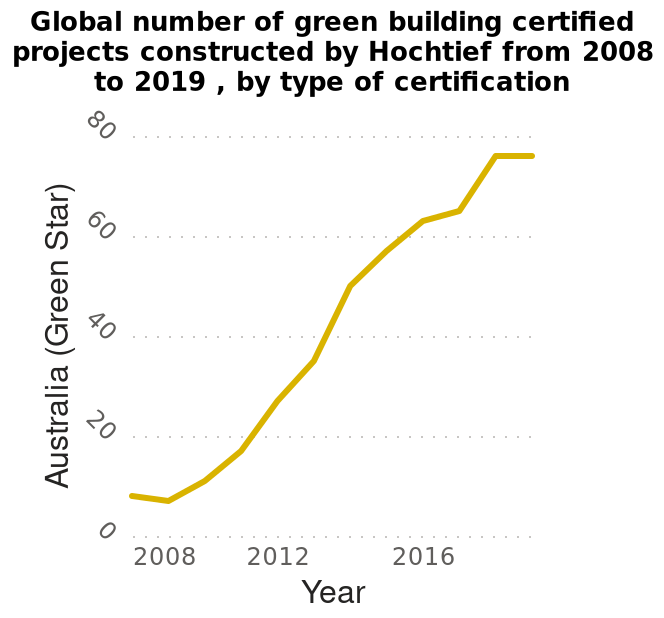 Global number of green building certified
projects constructed by Hochtief from 2008
to 2019 , by type of certification
80
60
40
20
0
Australia (Green Star)
2008 2012 2016
Year